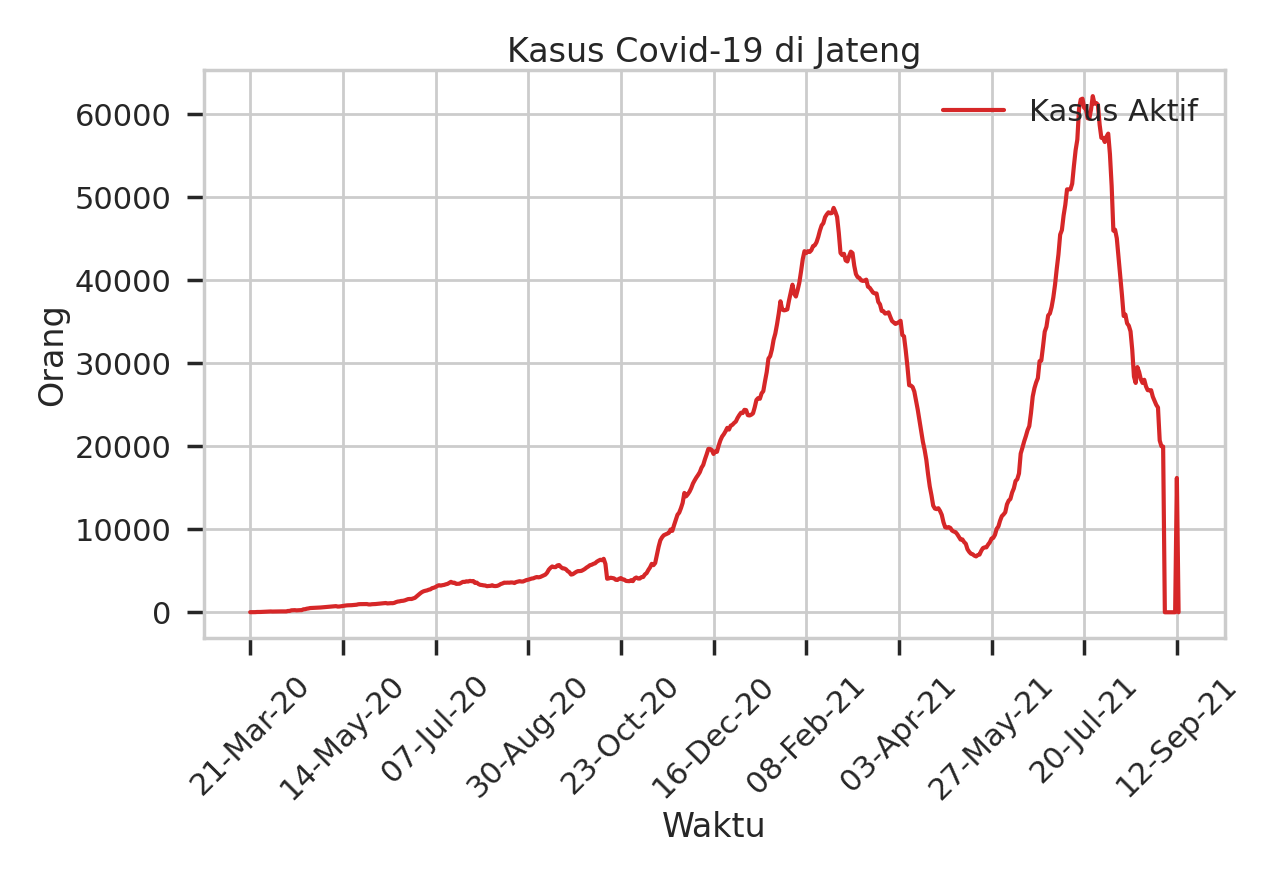 Kasus Covid-19 di Jateng
Kasus Aktif
60000
50000
40000
30000
20000
10000
0
Orang
21-Mar-20
14-May-20
07-Jul-20
30-Aug-20
23-Oct-20
16-Dec-20
08-Feb-21
03-Apr-21
27-May-21
20-Jul-21
12-Sep-21
Waktu